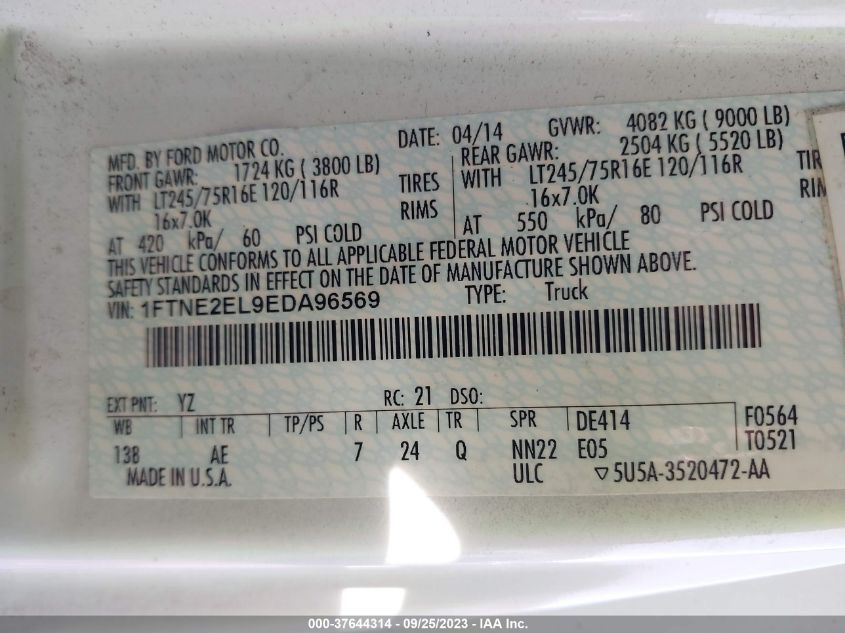 MFD. BY FORD MOTOR CO.
DATE: 04/14 GVWR: 4082 KG ( 9000 LB)
FRONT GAWR: 1724 KG ( 3800 LB)
REAR GAWR: 2504 KG ( 5520 LB)
WITH LT245/75R16E 120/116R TIRES
WITH LT245/75R16E 120/116R TIR
16x7.0K RIMS
16x7.0K RIM
AT 420 kPa/ 60 PSI COLD
AT 550 kPa/ 80 PSI COLD
THIS VEHICLE CONFORMS TO ALL APPLICABLE FEDERAL MOTOR VEHICLE
SAFETY STANDARDS IN EFFECT ON THE DATE OF MANUFACTURE SHOWN ABOVE.
VIN: 1FTNE2EL9EDA96569 TYPE: Truck
EXT PNT: YZ RC: 21 DSO:
WB INT TR TP/PS R AXLE TR SPR DE414 F0564
138 AE 7 24 Q NN22 E05 T0521
MADE IN U.S.A. ULC ▽5U5A-3520472-AA
000-37644314 - 09/25/2023 - IAA Inc.